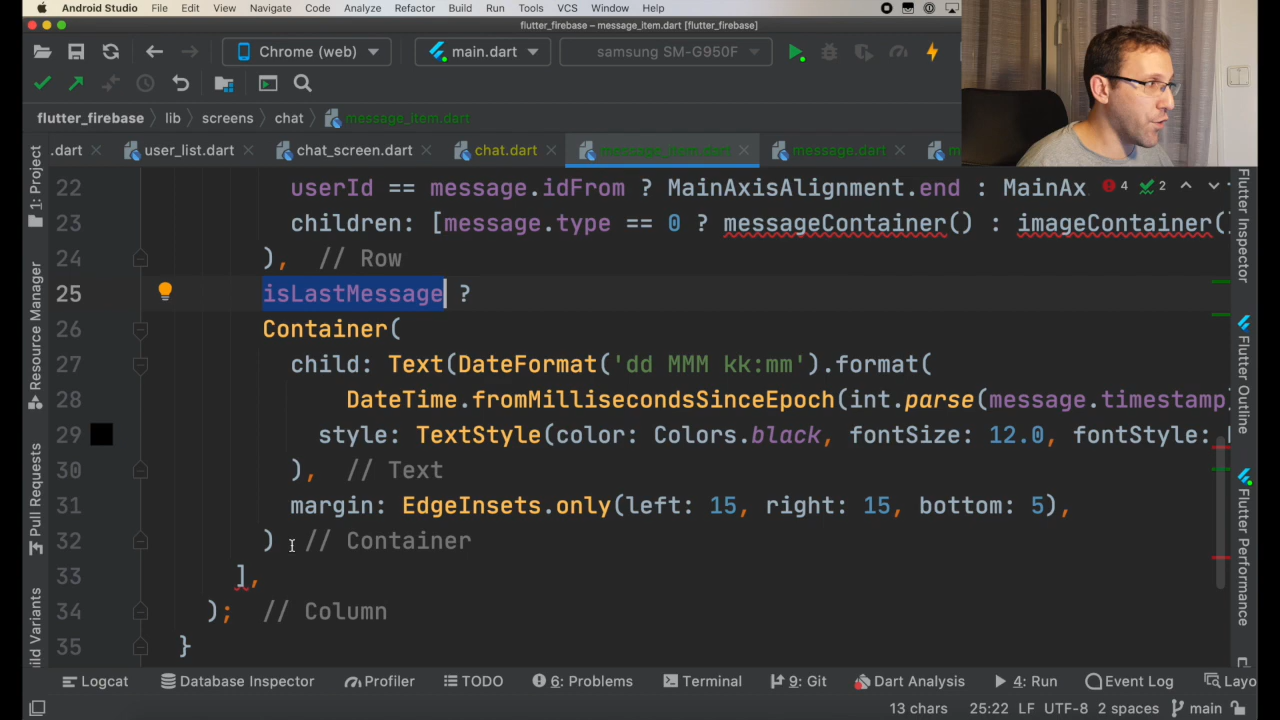 Android Studio File Edit View Navigate Code Analyze Refactor Build Run Tools VCS Window Help
flutter_firebase – message_item.dart [flutter_firebase]
Chrome (web) main.dart samsung SM-G950F
flutter_firebase lib screens chat message_item.dart
.dart user_list.dart chat_screen.dart chat.dart message_item.dart message.dart
22 userId == message.idFrom ? MainAxisAlignment.end : MainAx 4 2
23 children: [message.type == 0 ? messageContainer() : imageContainer()
24 ), // Row
25 isLastMessage ?
26 Container(
27 child: Text(DateFormat('dd MMM kk:mm').format(
28 DateTime.fromMillisecondsSinceEpoch(int.parse(message.timestamp)
29 style: TextStyle(color: Colors.black, fontSize: 12.0, fontStyle:
30 ), // Text
31 margin: EdgeInsets.only(left: 15, right: 15, bottom: 5),
32 ) // Container
33 ],
34 ); // Column
35 }
1: Project
Resource Manager
Pull Requests
ild Variants
Flutter Inspector
Flutter Outline
Flutter Performance
Logcat Database Inspector Profiler TODO 6: Problems Terminal 9: Git Dart Analysis 4: Run Event Log Layo
13 chars 25:22 LF UTF-8 2 spaces main